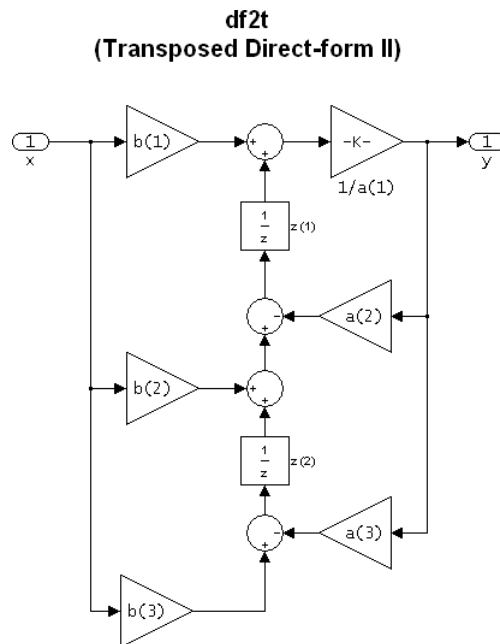 df2t
(Transposed Direct-form II)
1
x
b(1)
+
+
-K-
1/a(1)
1
y
1
z
z(1)
-
+
a(2)
b(2)
+
+
1
z
z(2)
-
+
a(3)
b(3)